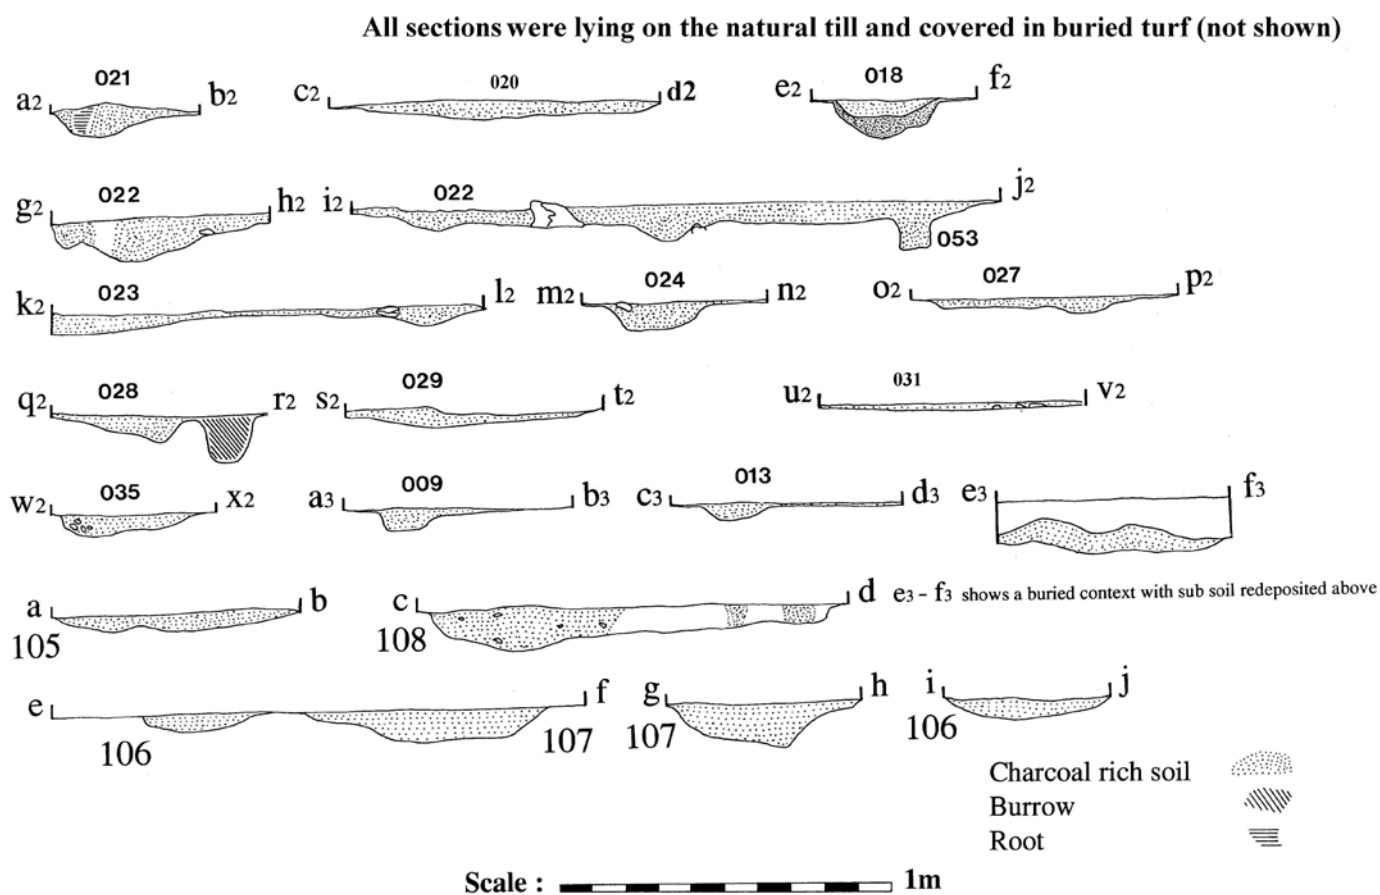 All sections were lying on the natural till and covered in buried turf (not shown)
a2 021 b2 c2 020 d2 e2 018 f2
g2 022 h2 i2 022 j2
053
k2 023 l2 m2 024 n2 o2 027 p2
q2 028 r2 s2 029 t2 u2 031 v2
w2 035 x2 a3 009 b3 c3 013 d3 e3 f3
a b c d e3 - f3 shows a buried context with sub soil redeposited above
105 108
e f g h i j
106 107 107 106
Charcoal rich soil
Burrow
Root
Scale : 1m